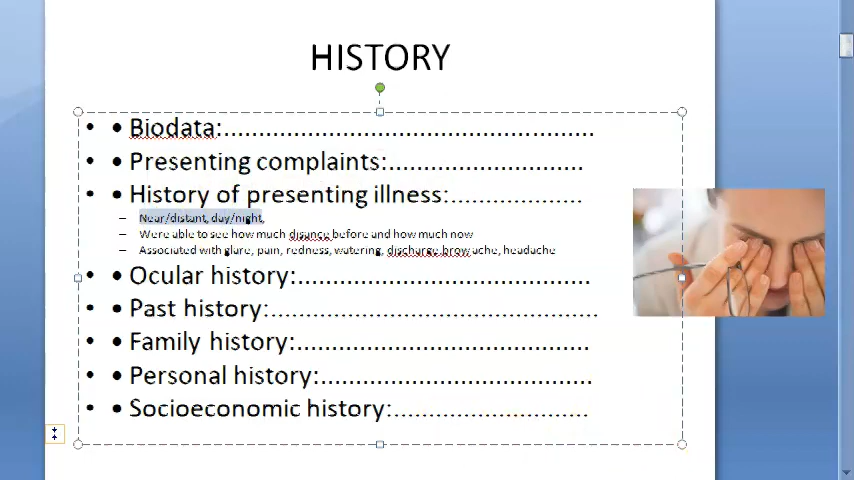 HISTORY
• • Biodata:......................................................
• • Presenting complaints:............................
• • History of presenting illness:...................
– Near/distant, day/night,
– Were able to see how much disance before and how much now
– Associated with glare, pain, redness, watering, discharge,brow ache, headache
• • Ocular history:..........................................
• • Past history:...............................................
• • Family history:..........................................
• • Personal history:.......................................
• • Socioeconomic history:............................